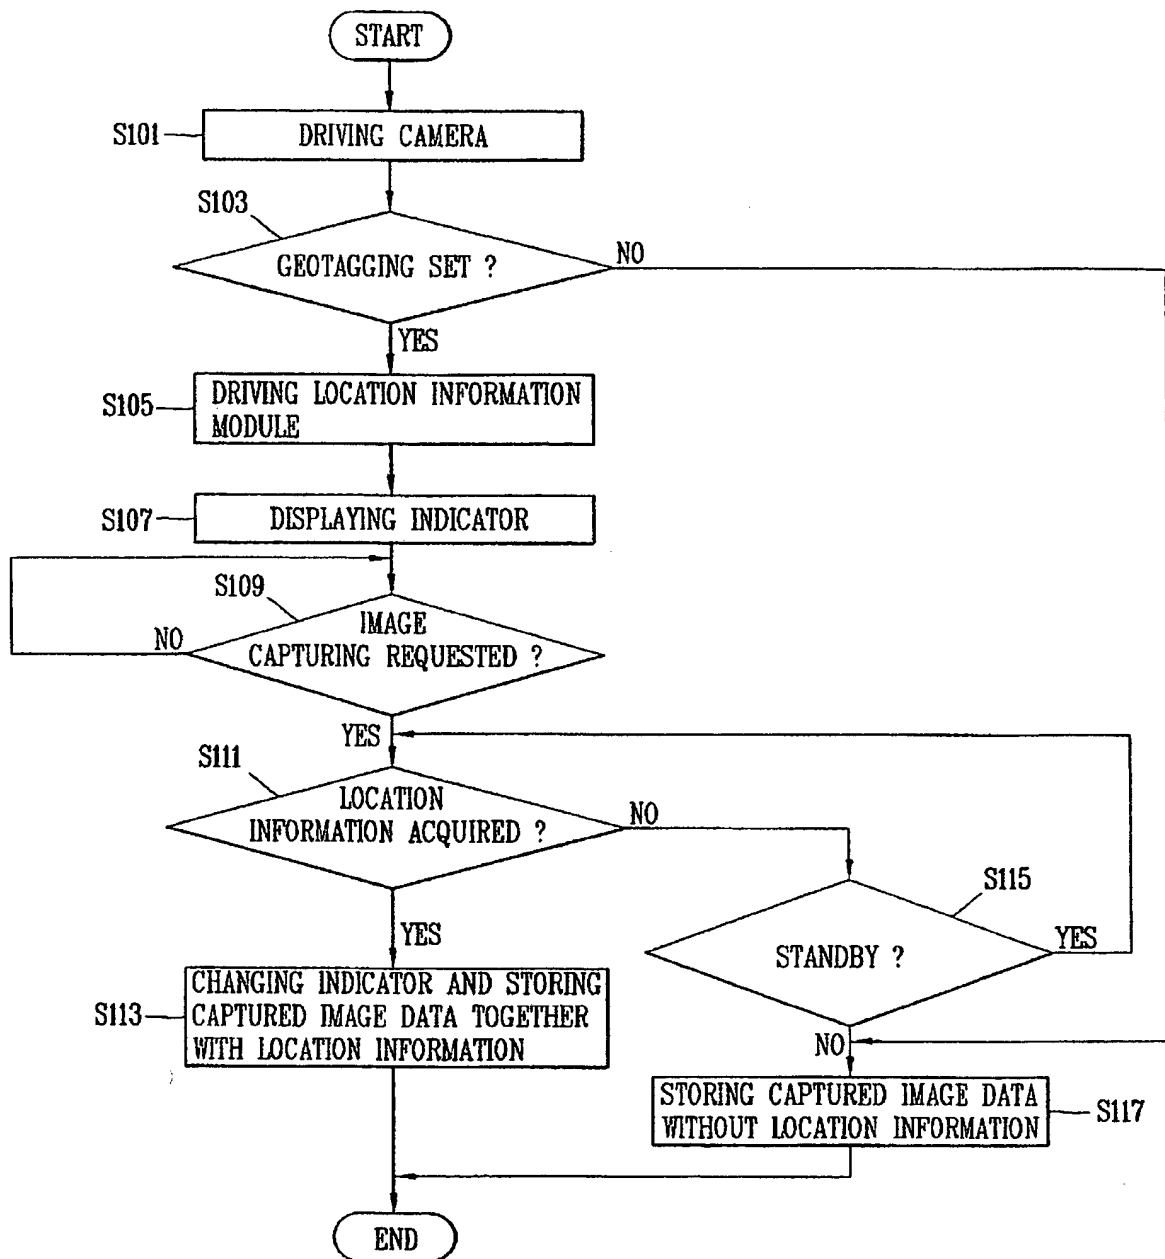 START
S101
DRIVING CAMERA
S103
GEOTAGGING SET ?
NO
YES
S105
DRIVING LOCATION INFORMATION
MODULE
S107
DISPLAYING INDICATOR
S109
IMAGE
CAPTURING REQUESTED ?
NO
YES
S111
LOCATION
INFORMATION ACQUIRED ?
NO
YES
S115
STANDBY ?
YES
NO
S113
CHANGING INDICATOR AND STORING
CAPTURED IMAGE DATA TOGETHER
WITH LOCATION INFORMATION
STORING CAPTURED IMAGE DATA
WITHOUT LOCATION INFORMATION
S117
END